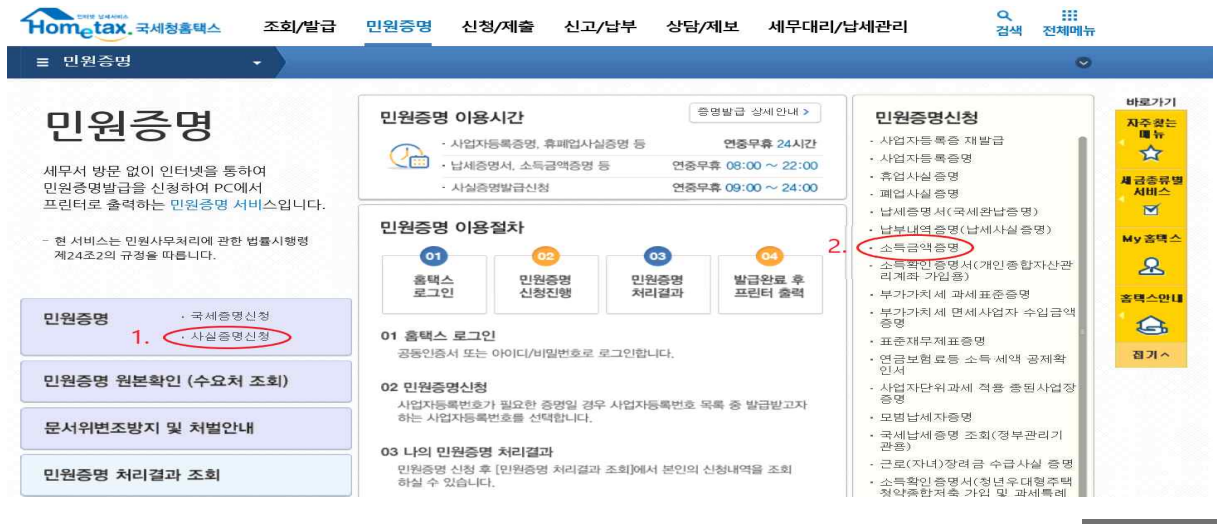 인터넷 납세서비스
Hometax. 국세청홈택스
조회/발급 민원증명 신청/제출 신고/납부 상담/제보 세무대리/납세관리
검색 전체메뉴
민원증명
민원증명
세무서 방문 없이 인터넷을 통하여
민원증명발급을 신청하여 PC에서
프린터로 출력하는 민원증명 서비스입니다.
- 현 서비스는 민원사무처리에 관한 법률시행령
제24조2의 규정을 따릅니다.
민원증명
· 국세증명신청
1. · 사실증명신청
민원증명 원본확인 (수요처 조회)
문서위변조방지 및 처벌안내
민원증명 처리결과 조회
민원증명 이용시간
증명발급 상세안내 >
· 사업자등록증명, 휴폐업사실증명 등 연중무휴 24시간
· 납세증명서, 소득금액증명 등 연중무휴 08:00 ~ 22:00
· 사실증명발급신청 연중무휴 09:00 ~ 24:00
민원증명 이용절차
01 02 03 04
홈택스 민원증명 민원증명 발급완료 후
로그인 신청진행 처리결과 프린터 출력
01 홈택스 로그인
공동인증서 또는 아이디/비밀번호로 로그인합니다.
02 민원증명신청
사업자등록번호가 필요한 증명일 경우 사업자등록번호 목록 중 발급받고자
하는 사업자등록번호를 선택합니다.
03 나의 민원증명 처리결과
민원증명 신청 후 [민원증명 처리결과 조회]에서 본인의 신청내역을 조회
하실 수 있습니다.
민원증명신청
· 사업자등록증 재발급
· 사업자등록증명
· 휴업사실증명
· 폐업사실증명
· 납세증명서(국세완납증명)
· 납부내역증명(납세사실증명)
2. · 소득금액증명
· 소득확인증명서(개인종합자산관
리계좌 가입용)
· 부가가치세 과세표준증명
· 부가가치세 면세사업자 수입금액
증명
· 표준재무제표증명
· 연금보험료등 소득 세액 공제확
인서
· 사업자단위과세 적용 종된사업장
증명
· 모범납세자증명
· 국세납세증명 조회(정부관리기
관용)
· 근로(자녀)장려금 수급사실 증명
· 소득확인증명서(청년우대형주택
청약종합저축 가입 및 과세특례
바로가기
자주찾는
메뉴
세금종류별
서비스
My홈택스
홈택스안내
접기